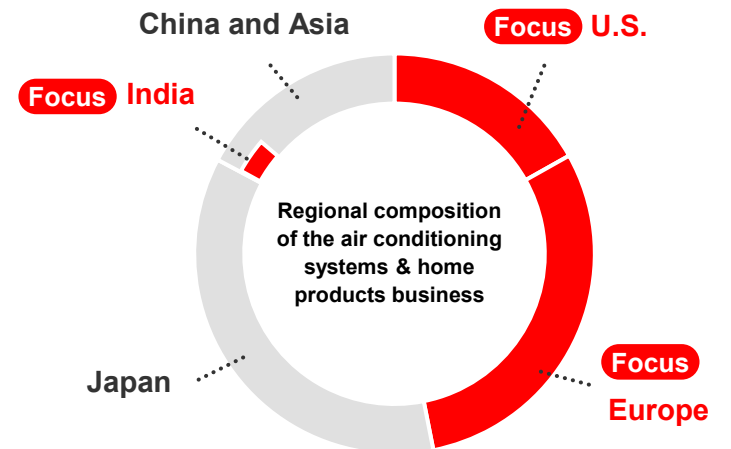 China and Asia
Focus U.S.
Focus India
Regional composition
of the air conditioning
systems & home
products business
Japan
Focus
Europe